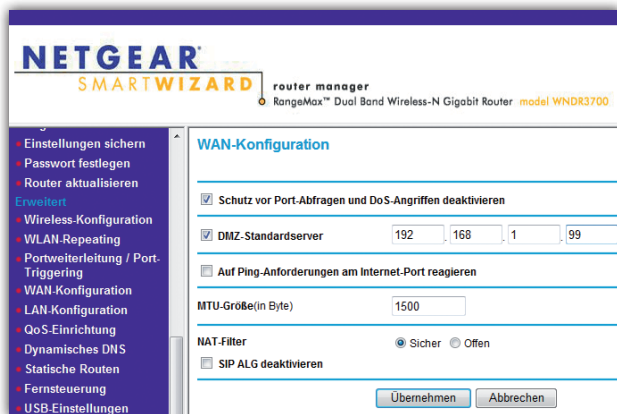 NETGEAR
SMARTWIZARD
router manager
RangeMax™ Dual Band Wireless-N Gigabit Router model WNDR3700
Einstellungen sichern
Passwort festlegen
Router aktualisieren
Erweitert
Wireless-Konfiguration
WLAN-Repeating
Portweiterleitung / Port-
Triggering
WAN-Konfiguration
LAN-Konfiguration
QoS-Einrichtung
Dynamisches DNS
Statische Routen
Fernsteuerung
USB-Einstellungen
WAN-Konfiguration
Schutz vor Port-Abfragen und DoS-Angriffen deaktivieren
DMZ-Standardserver 192 . 168 . 1 . 99
Auf Ping-Anforderungen am Internet-Port reagieren
MTU-Größe(in Byte) 1500
NAT-Filter Sicher Offen
SIP ALG deaktivieren
Übernehmen Abbrechen